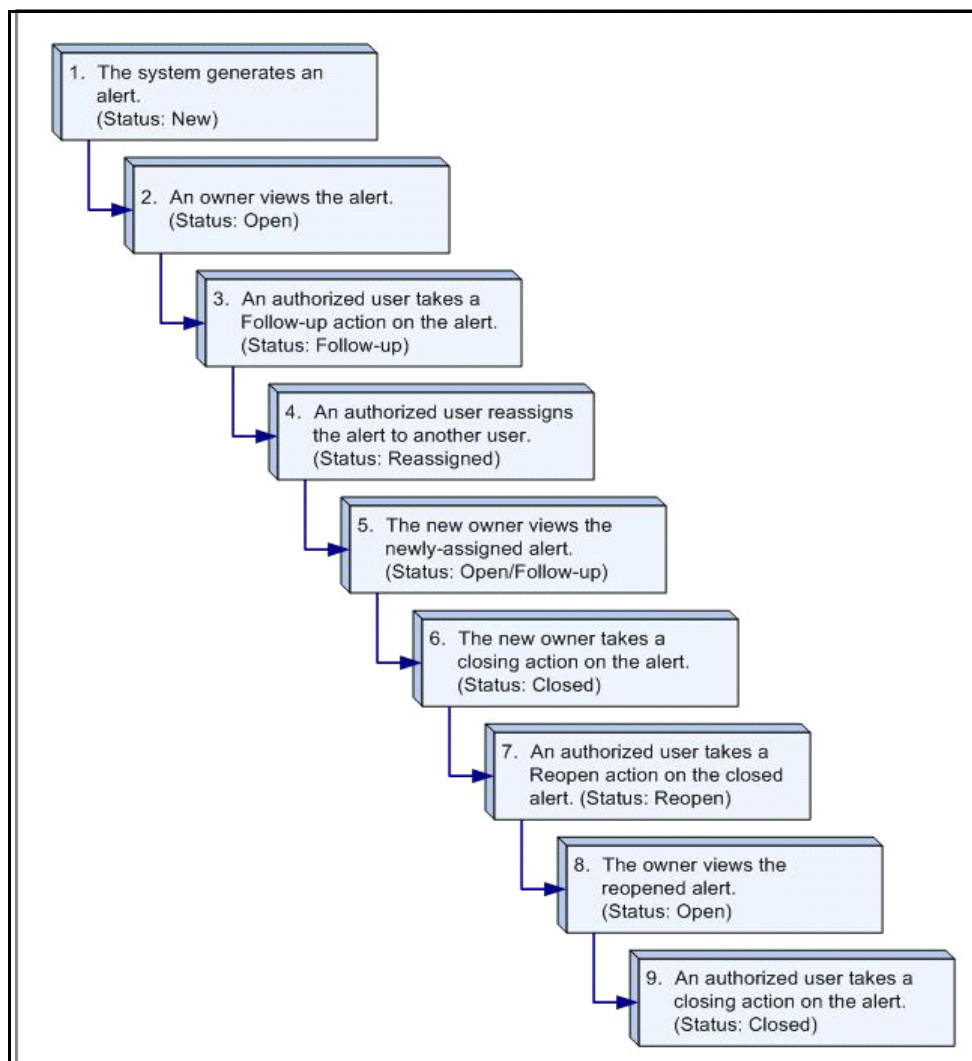 1. The system generates an
alert.
(Status: New)
2. An owner views the alert.
(Status: Open)
3. An authorized user takes a
Follow-up action on the alert.
(Status: Follow-up)
4. An authorized user reassigns
the alert to another user.
(Status: Reassigned)
5. The new owner views the
newly-assigned alert.
(Status: Open/Follow-up)
6. The new owner takes a
closing action on the alert.
(Status: Closed)
7. An authorized user takes a
Reopen action on the closed
alert. (Status: Reopen)
8. The owner views the
reopened alert.
(Status: Open)
9. An authorized user takes a
closing action on the alert.
(Status: Closed)